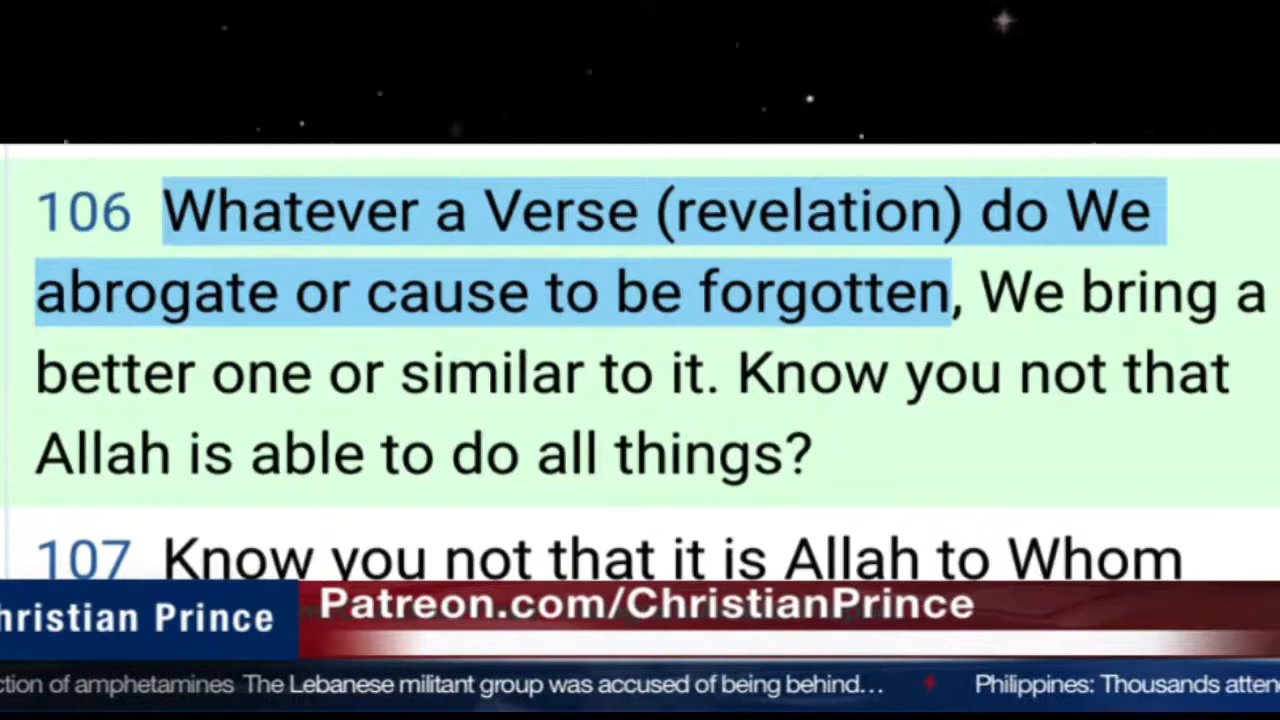 106 Whatever a Verse (revelation) do We
abrogate or cause to be forgotten, We bring a
better one or similar to it. Know you not that
Allah is able to do all things?
107 Know you not that it is Allah to Whom
hristian Prince
Patreon.com/ChristianPrince
ction of amphetamines The Lebanese militant group was accused of being behind... Philippines: Thousands atten